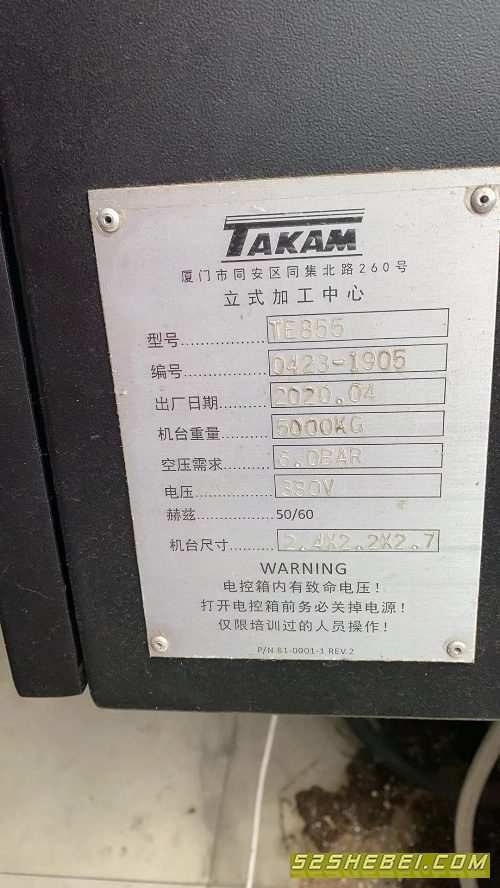 TAKAM
厦门市同安区同集北路260号
立式加工中心
型号.................. TE855
编号.................. 0423-1905
出厂日期.......... 2020.04
机台重量.......... 5000KG
空压需求.......... 6.0BAR
电压.................. 380V
赫兹.................. 50/60
机台尺寸.......... 2.4X2.2X2.7
WARNING
电控箱内有致命电压！
打开电控箱前务必关掉电源！
仅限培训过的人员操作！
P/N 81-0001-1 REV.2
52SHEBEI.COM